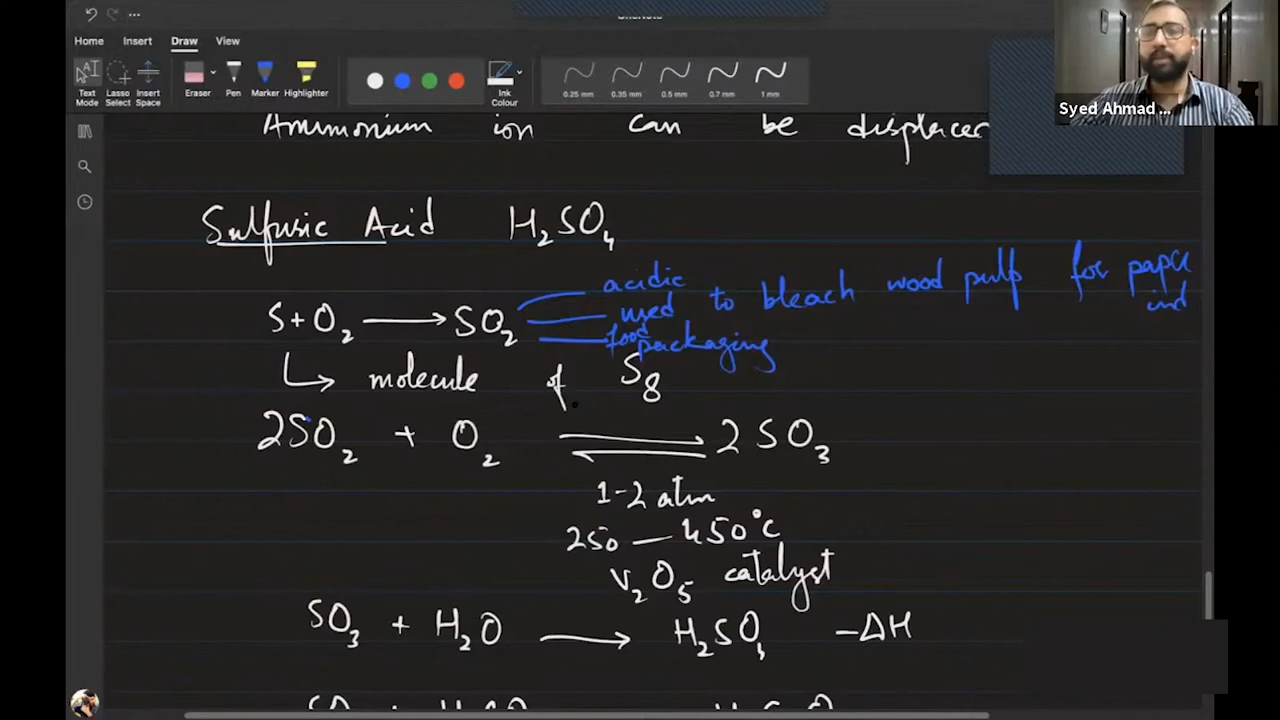 OneNote
Home Insert Draw View
Text Mode Lasso Select Insert Space Eraser Pen Marker Highlighter Ink Colour 0.25 mm 0.35 mm 0.5 mm 0.7 mm 1 mm
Syed Ahmad ...
Ammonium ion can be displaced
Sulfuric Acid H₂SO₄
acidic
used to bleach wood pulp for paper
ind
S + O₂ → SO₂
food packaging
↳ molecule of S₈
2SO₂ + O₂ ⇌ 2SO₃
1-2 atm
250 — 450°C
V₂O₅ catalyst
SO₃ + H₂O → H₂SO₄ -ΔH